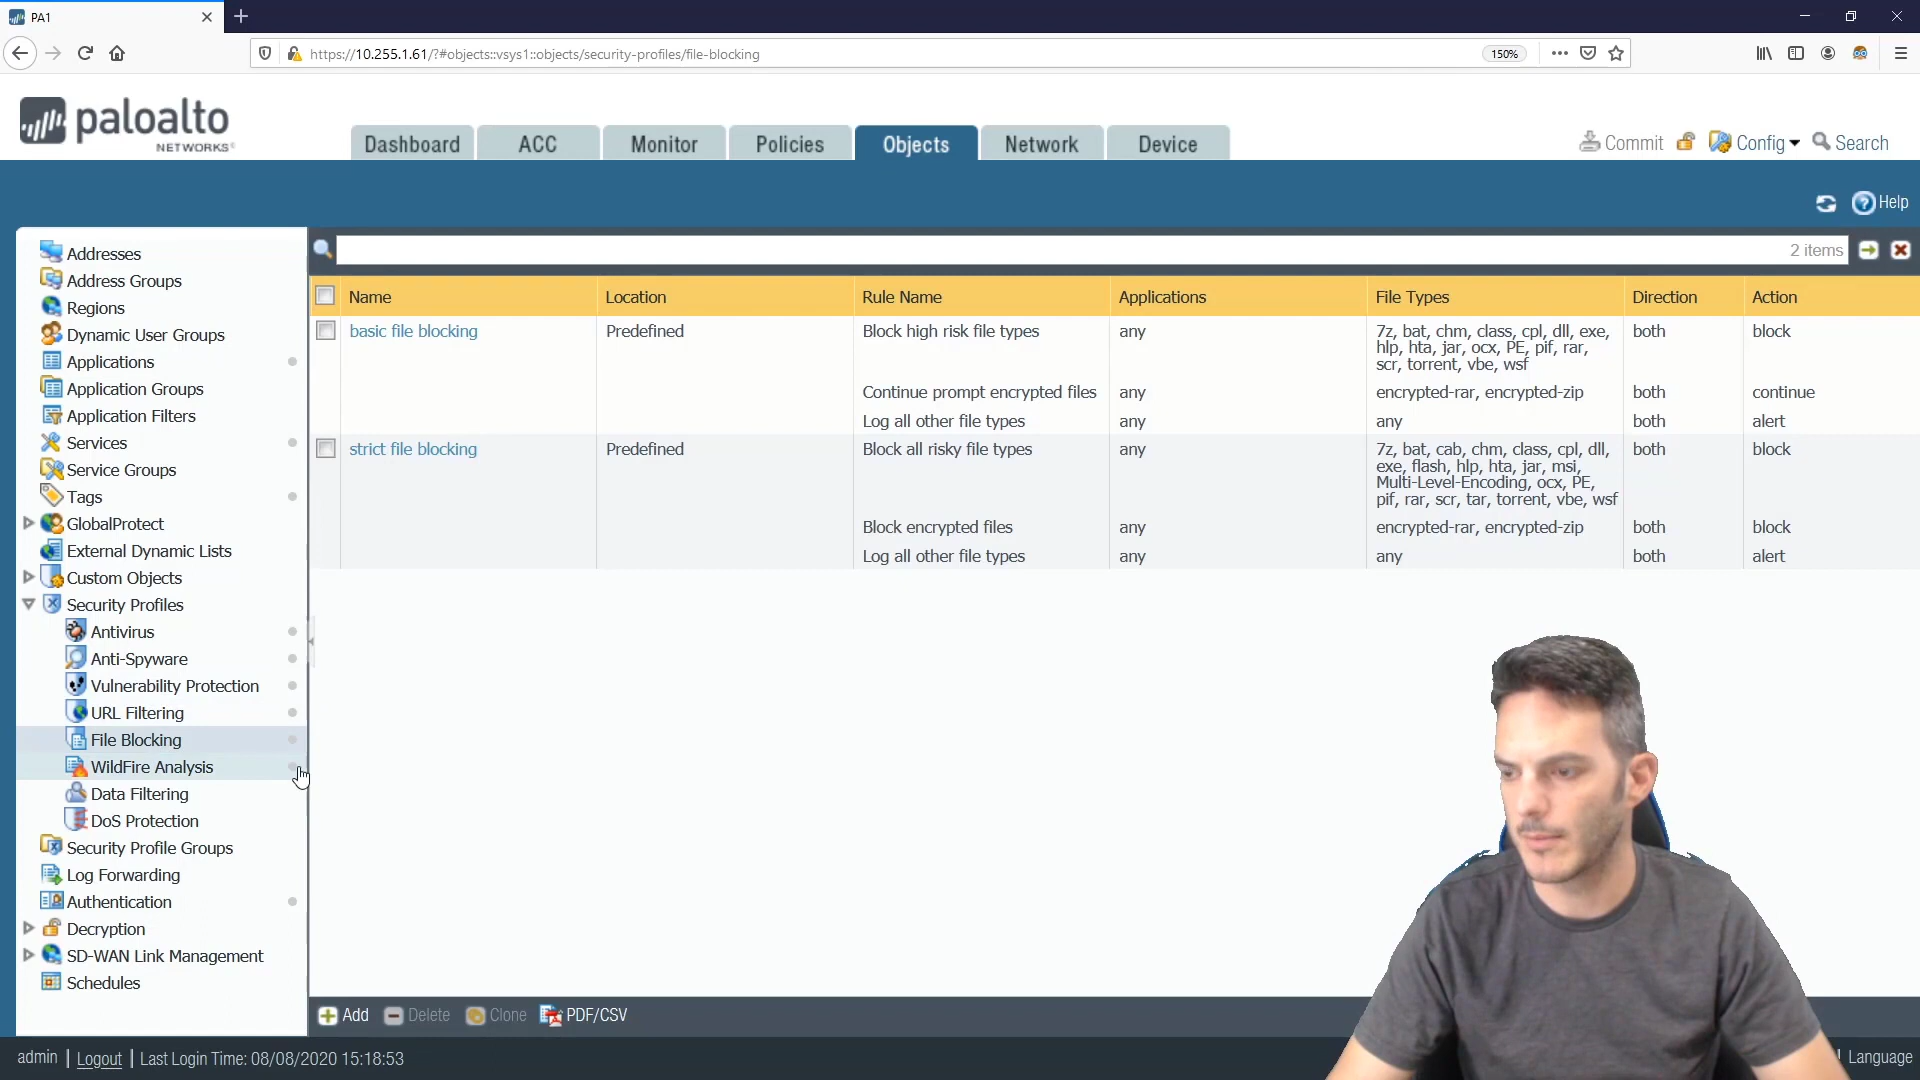 PA1
https://10.255.1.61/?#objects::vsys1::objects/security-profiles/file-blocking
150%
paloalto
NETWORKS
Dashboard
ACC
Monitor
Policies
Objects
Network
Device
Commit
Config
Search
Help
Addresses
Address Groups
Regions
Dynamic User Groups
Applications
Application Groups
Application Filters
Services
Service Groups
Tags
GlobalProtect
External Dynamic Lists
Custom Objects
Security Profiles
Antivirus
Anti-Spyware
Vulnerability Protection
URL Filtering
File Blocking
WildFire Analysis
Data Filtering
DoS Protection
Security Profile Groups
Log Forwarding
Authentication
Decryption
SD-WAN Link Management
Schedules
2 items
Name Location Rule Name Applications File Types Direction Action
basic file blocking Predefined Block high risk file types any 7z, bat, chm, class, cpl, dll, exe, both block
hlp, hta, jar, ocx, PE, pif, rar,
scr, torrent, vbe, wsf
Continue prompt encrypted files any encrypted-rar, encrypted-zip both continue
Log all other file types any any both alert
strict file blocking Predefined Block all risky file types any 7z, bat, cab, chm, class, cpl, dll, both block
exe, flash, hlp, hta, jar, msi,
Multi-Level-Encoding, ocx, PE,
pif, rar, scr, tar, torrent, vbe, wsf
Block encrypted files any encrypted-rar, encrypted-zip both block
Log all other file types any any both alert
Add Delete Clone PDF/CSV
admin | Logout | Last Login Time: 08/08/2020 15:18:53
Language